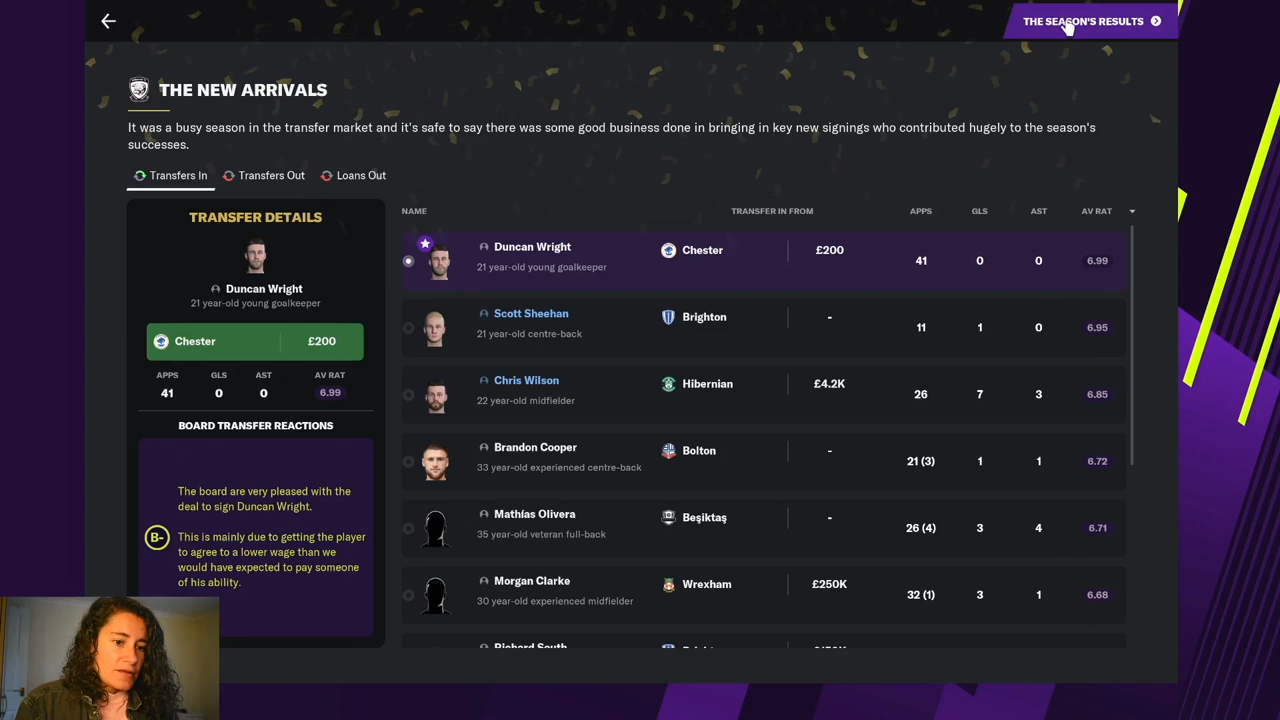 THE SEASON'S RESULTS
THE NEW ARRIVALS
It was a busy season in the transfer market and it's safe to say there was some good business done in bringing in key new signings who contributed hugely to the season's
successes.
Transfers In
Transfers Out
Loans Out
TRANSFER DETAILS
Duncan Wright
21 year-old young goalkeeper
Chester £200
APPS GLS AST AV RAT
41 0 0 6.99
BOARD TRANSFER REACTIONS
The board are very pleased with the
deal to sign Duncan Wright.
B-
This is mainly due to getting the player
to agree to a lower wage than we
would have expected to pay someone
of his ability.
NAME TRANSFER IN FROM APPS GLS AST AV RAT
Duncan Wright Chester £200
21 year-old young goalkeeper 41 0 0 6.99
Scott Sheehan Brighton -
21 year-old centre-back 11 1 0 6.95
Chris Wilson Hibernian £4.2K
22 year-old midfielder 26 7 3 6.85
Brandon Cooper Bolton -
33 year-old experienced centre-back 21 (3) 1 1 6.72
Mathías Olivera Beşiktaş -
35 year-old veteran full-back 26 (4) 3 4 6.71
Morgan Clarke Wrexham £250K
30 year-old experienced midfielder 32 (1) 3 1 6.68
Richard South